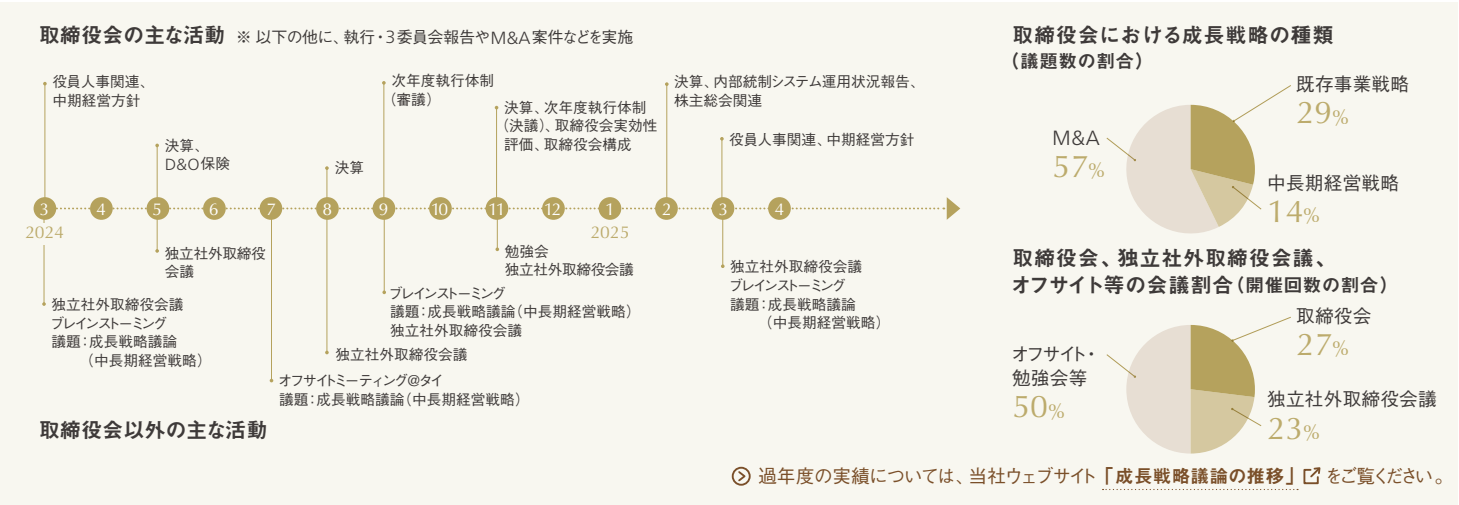 取締役会の主な活動 ※ 以下の他に、執行・3委員会報告やM&A案件などを実施
役員人事関連、
中期経営方針
決算、
D&O保険
決算
次年度執行体制
（審議）
決算、次年度執行体制
（決議）、取締役会実効性
評価、取締役会構成
決算、内部統制システム運用状況報告、
株主総会関連
役員人事関連、中期経営方針
3 4 5 6 7 8 9 10 11 12 1 2 3 4
2024 2025
独立社外取締役会議
ブレインストーミング
議題：成長戦略議論
（中長期経営戦略）
独立社外取締役
会議
オフサイトミーティング@タイ
議題：成長戦略議論（中長期経営戦略）
独立社外取締役会議
ブレインストーミング
議題：成長戦略議論（中長期経営戦略）
独立社外取締役会議
勉強会
独立社外取締役会議
独立社外取締役会議
ブレインストーミング
議題：成長戦略議論
（中長期経営戦略）
取締役会以外の主な活動
取締役会における成長戦略の種類
（議題数の割合）
既存事業戦略
29%
M&A
57%
中長期経営戦略
14%
取締役会、独立社外取締役会議、
オフサイト等の会議割合（開催回数の割合）
取締役会
27%
オフサイト・
勉強会等
50%
独立社外取締役会議
23%
過年度の実績については、当社ウェブサイト「成長戦略議論の推移」をご覧ください。